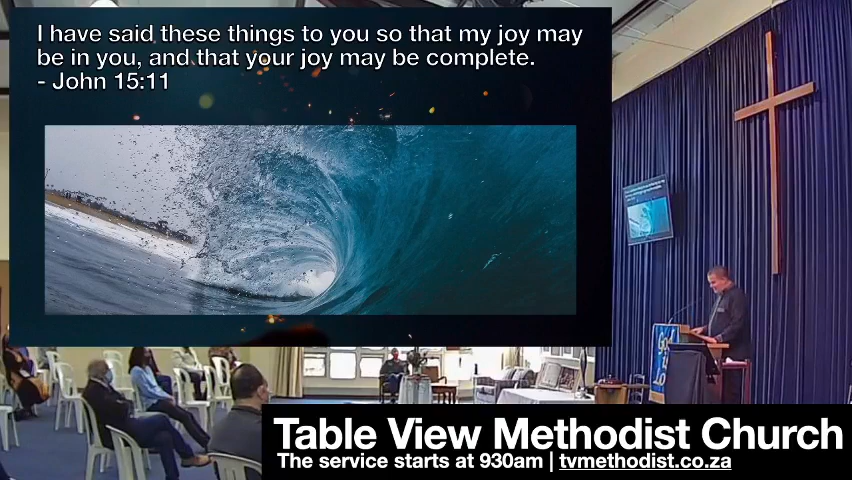 I have said these things to you so that my joy may
be in you, and that your joy may be complete.
- John 15:11
Table View Methodist Church
The service starts at 930am | tvmethodist.co.za